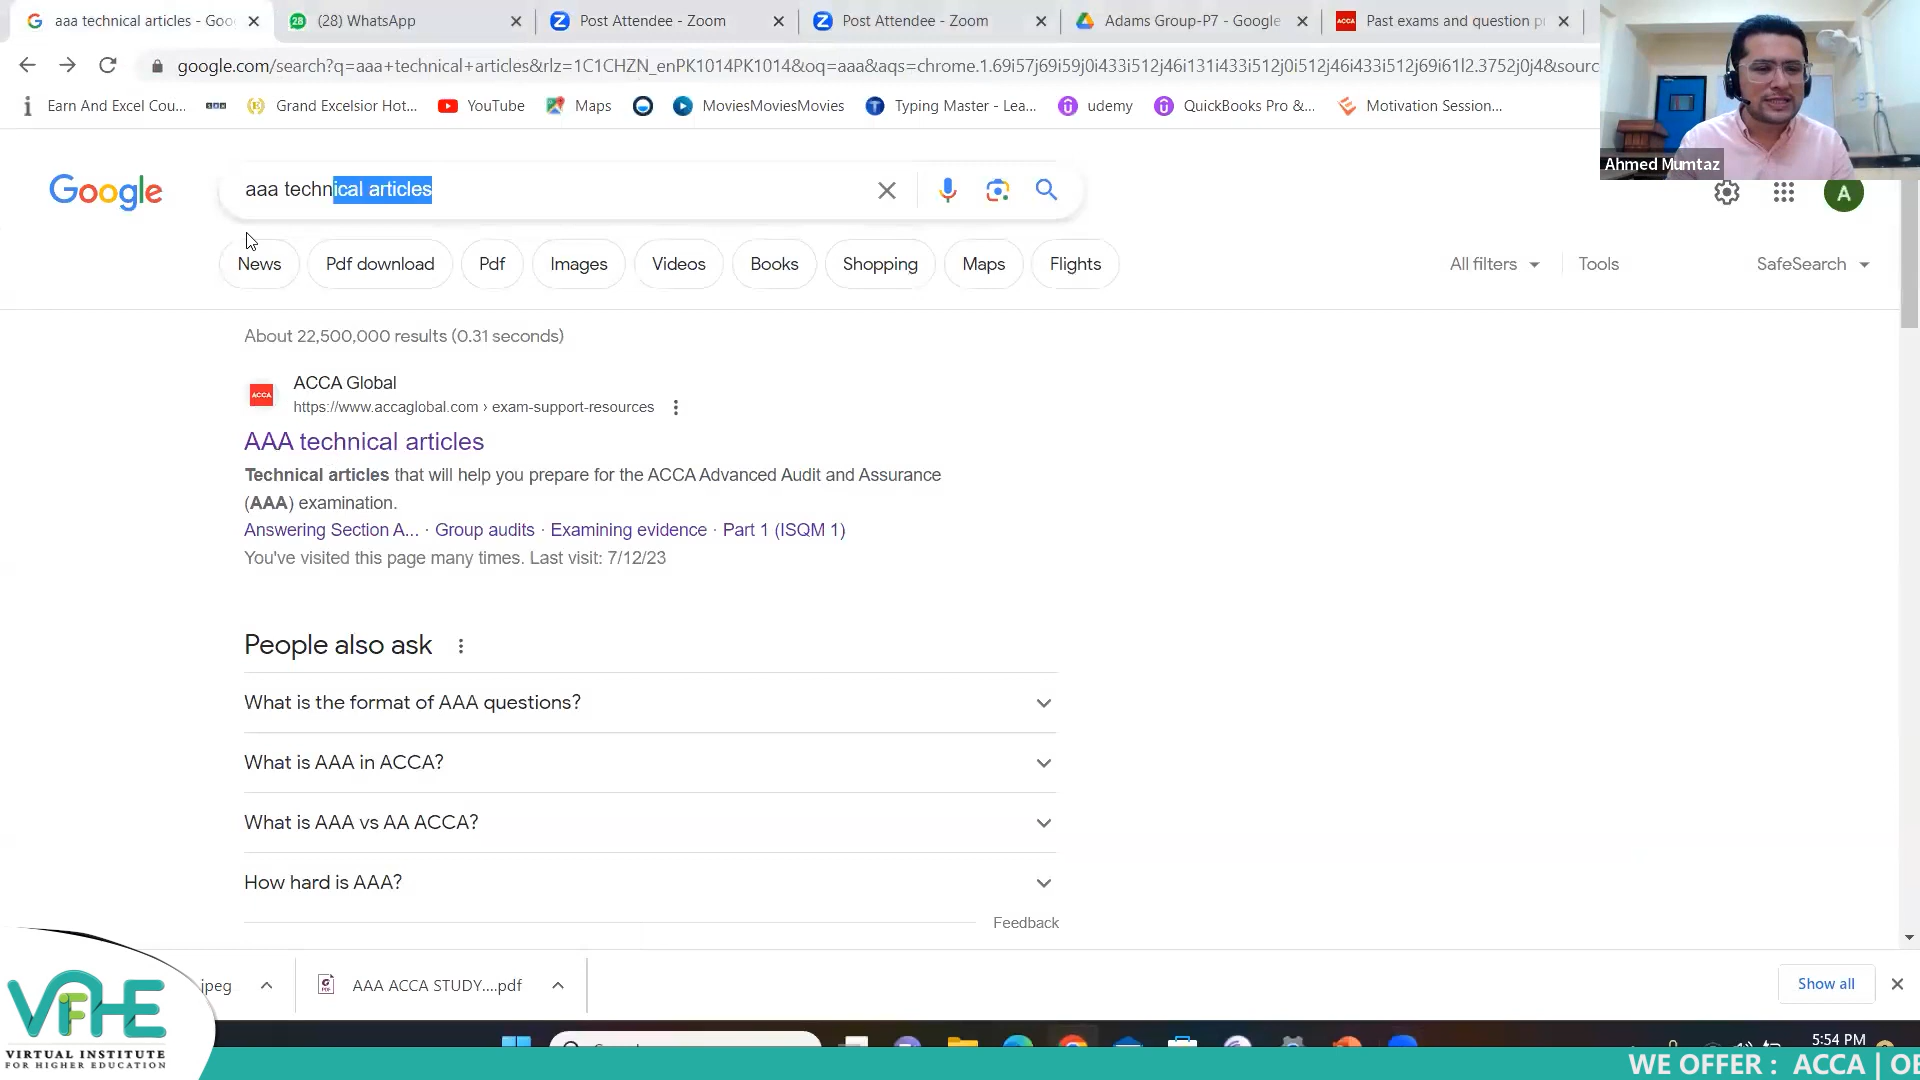 aaa technical articles - Goo
(28) WhatsApp
Post Attendee - Zoom
Post Attendee - Zoom
Adams Group-P7 - Google
Past exams and question p
google.com/search?q=aaa+technical+articles&rlz=1C1CHZN_enPK1014PK1014&oq=aaa&aqs=chrome.1.69i57j69i59j0i433i512j46i131i433i512j0i512j46i433i512j69i61l2.3752j0j4&sourc
Earn And Excel Cou...
Grand Excelsior Hot...
YouTube
Maps
MoviesMoviesMovies
Typing Master - Lea...
udemy
QuickBooks Pro &...
Motivation Session...
Ahmed Mumtaz
Google
aaa technical articles
A
News
Pdf download
Pdf
Images
Videos
Books
Shopping
Maps
Flights
All filters
Tools
SafeSearch
About 22,500,000 results (0.31 seconds)
ACCA
ACCA Global
https://www.accaglobal.com › exam-support-resources
AAA technical articles
Technical articles that will help you prepare for the ACCA Advanced Audit and Assurance
(AAA) examination.
Answering Section A... · Group audits · Examining evidence · Part 1 (ISQM 1)
You've visited this page many times. Last visit: 7/12/23
People also ask
What is the format of AAA questions?
What is AAA in ACCA?
What is AAA vs AA ACCA?
How hard is AAA?
Feedback
jpeg
AAA ACCA STUDY....pdf
Show all
VIFHE
VIRTUAL INSTITUTE
FOR HIGHER EDUCATION
5:54 PM
WE OFFER : ACCA |